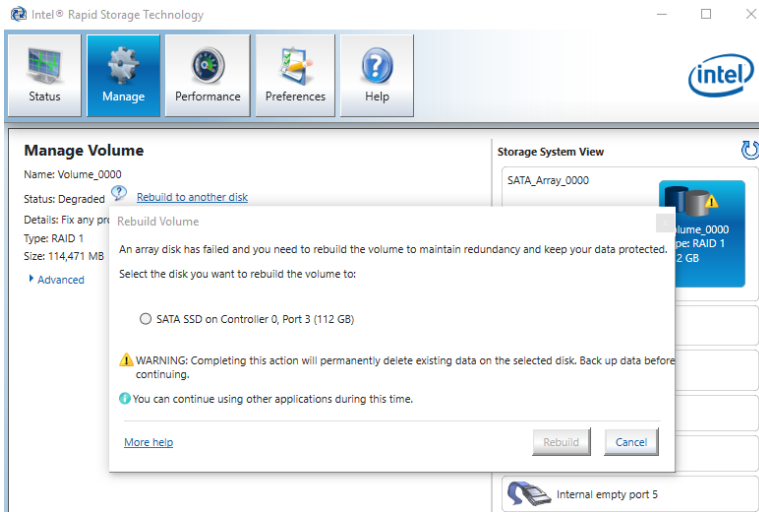 Intel® Rapid Storage Technology
Status
Manage
Performance
Preferences
Help
intel
Manage Volume
Name: Volume_0000
Status: Degraded
Rebuild to another disk
Details: Fix any
Type: RAID 1
Size: 114,471 MB
Advanced
Storage System View
SATA_Array_0000
lume_0000
pe: RAID 1
2 GB
Rebuild Volume
An array disk has failed and you need to rebuild the volume to maintain redundancy and keep your data protected.
Select the disk you want to rebuild the volume to:
SATA SSD on Controller 0, Port 3 (112 GB)
WARNING: Completing this action will permanently delete existing data on the selected disk. Back up data before
continuing.
You can continue using other applications during this time.
More help
Rebuild
Cancel
Internal empty port 5